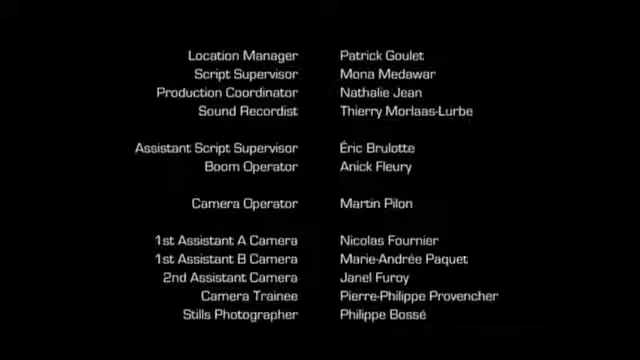 Location Manager Patrick Goulet
Script Supervisor Mona Medawar
Production Coordinator Nathalie Jean
Sound Recordist Thierry Morlaas-Lurbe
Assistant Script Supervisor Éric Brulotte
Boom Operator Anick Fleury
Camera Operator Martin Pilon
1st Assistant A Camera Nicolas Fournier
1st Assistant B Camera Marie-Andrée Paquet
2nd Assistant Camera Janel Furoy
Camera Trainee Pierre-Philippe Provencher
Stills Photographer Philippe Bossé